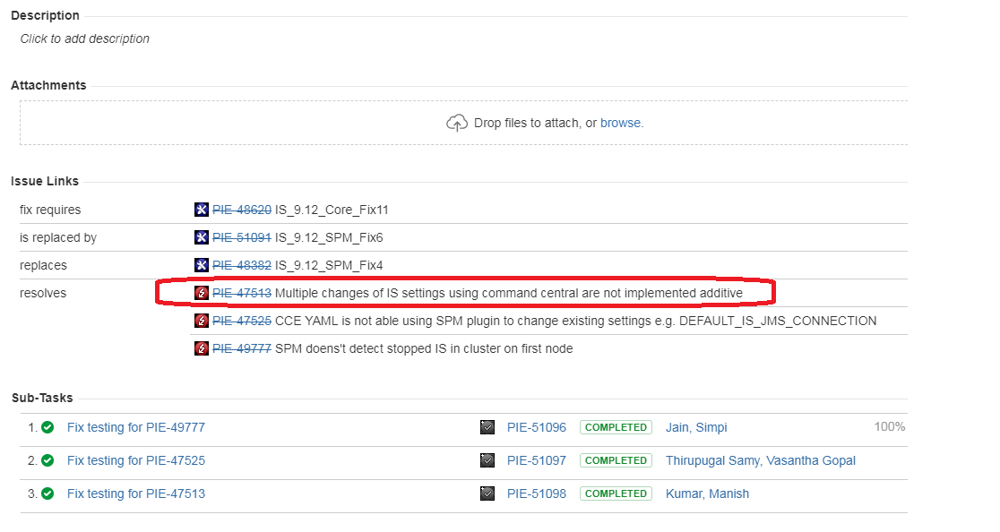 Description
Click to add description
Attachments
Drop files to attach, or browse.
Issue Links
fix requires PIE-48620 IS_9.12_Core_Fix11
is replaced by PIE-51091 IS_9.12_SPM_Fix6
replaces PIE-48382 IS_9.12_SPM_Fix4
resolves PIE-47513 Multiple changes of IS settings using command central are not implemented additive
PIE-47525 CCE YAML is not able using SPM plugin to change existing settings e.g. DEFAULT_IS_JMS_CONNECTION
PIE-49777 SPM doens't detect stopped IS in cluster on first node
Sub-Tasks
1. Fix testing for PIE-49777 PIE-51096 COMPLETED Jain, Simpi 100%
2. Fix testing for PIE-47525 PIE-51097 COMPLETED Thirupugal Samy, Vasantha Gopal
3. Fix testing for PIE-47513 PIE-51098 COMPLETED Kumar, Manish